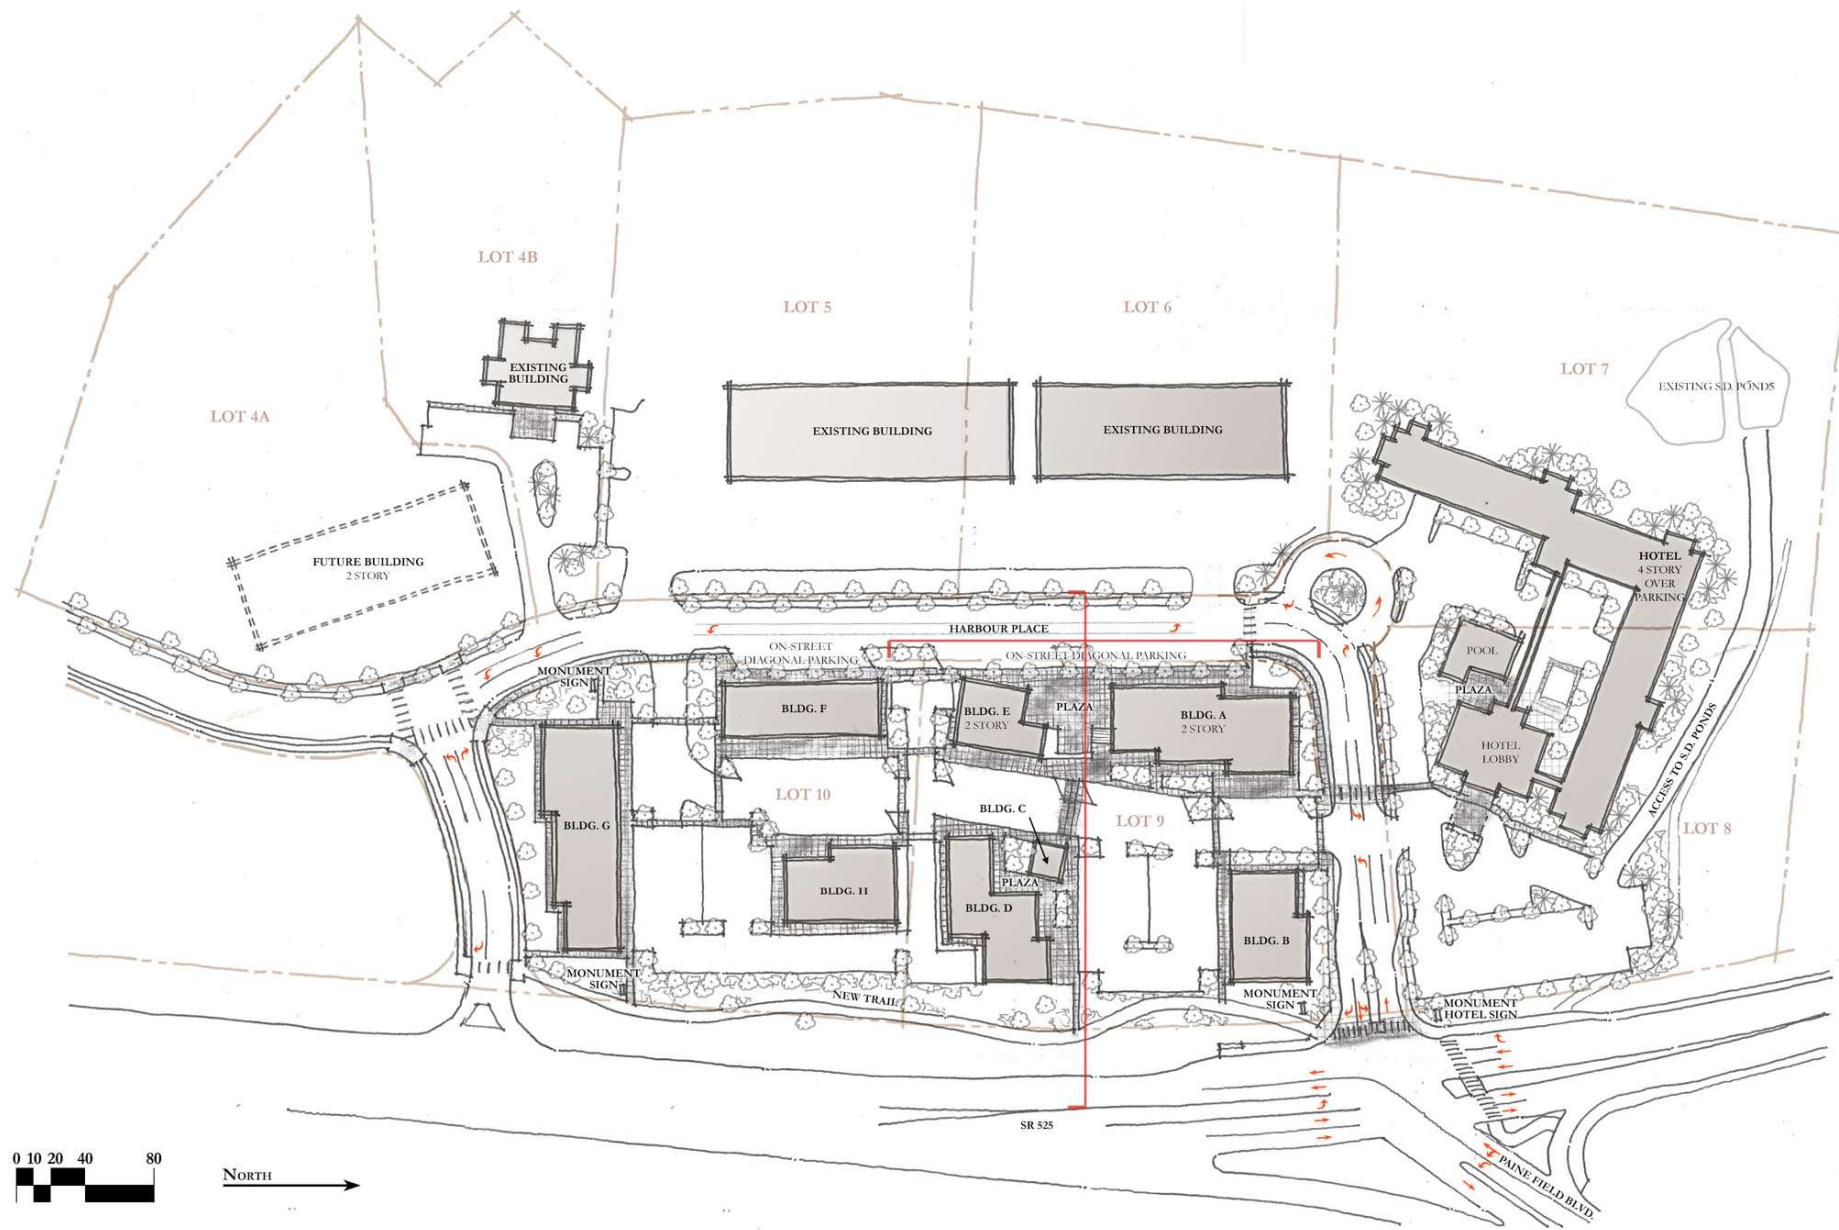 LOT 4B
LOT 5
LOT 6
LOT 7
EXISTING
BUILDING
EXISTING S.D. PONDS
LOT 4A
EXISTING BUILDING
EXISTING BUILDING
FUTURE BUILDING
2 STORY
HOTEL
4 STORY
OVER
PARKING
HARBOUR PLACE
ON-STREET
DIAGONAL PARKING
ON-STREET DIAGONAL PARKING
POOL
MONUMENT
SIGN
PLAZA
BLDG. F
BLDG. E
2 STORY
PLAZA
BLDG. A
2 STORY
HOTEL
LOBBY
ACCESS TO S.D. PONDS
LOT 10
BLDG. C
LOT 9
BLDG. G
LOT 8
BLDG. H
PLAZA
BLDG. D
BLDG. B
MONUMENT
SIGN
NEW TRAIL
MONUMENT
SIGN
MONUMENT
HOTEL SIGN
SR 525
PAINE FIELD BLVD.
0 10 20 40 80
NORTH